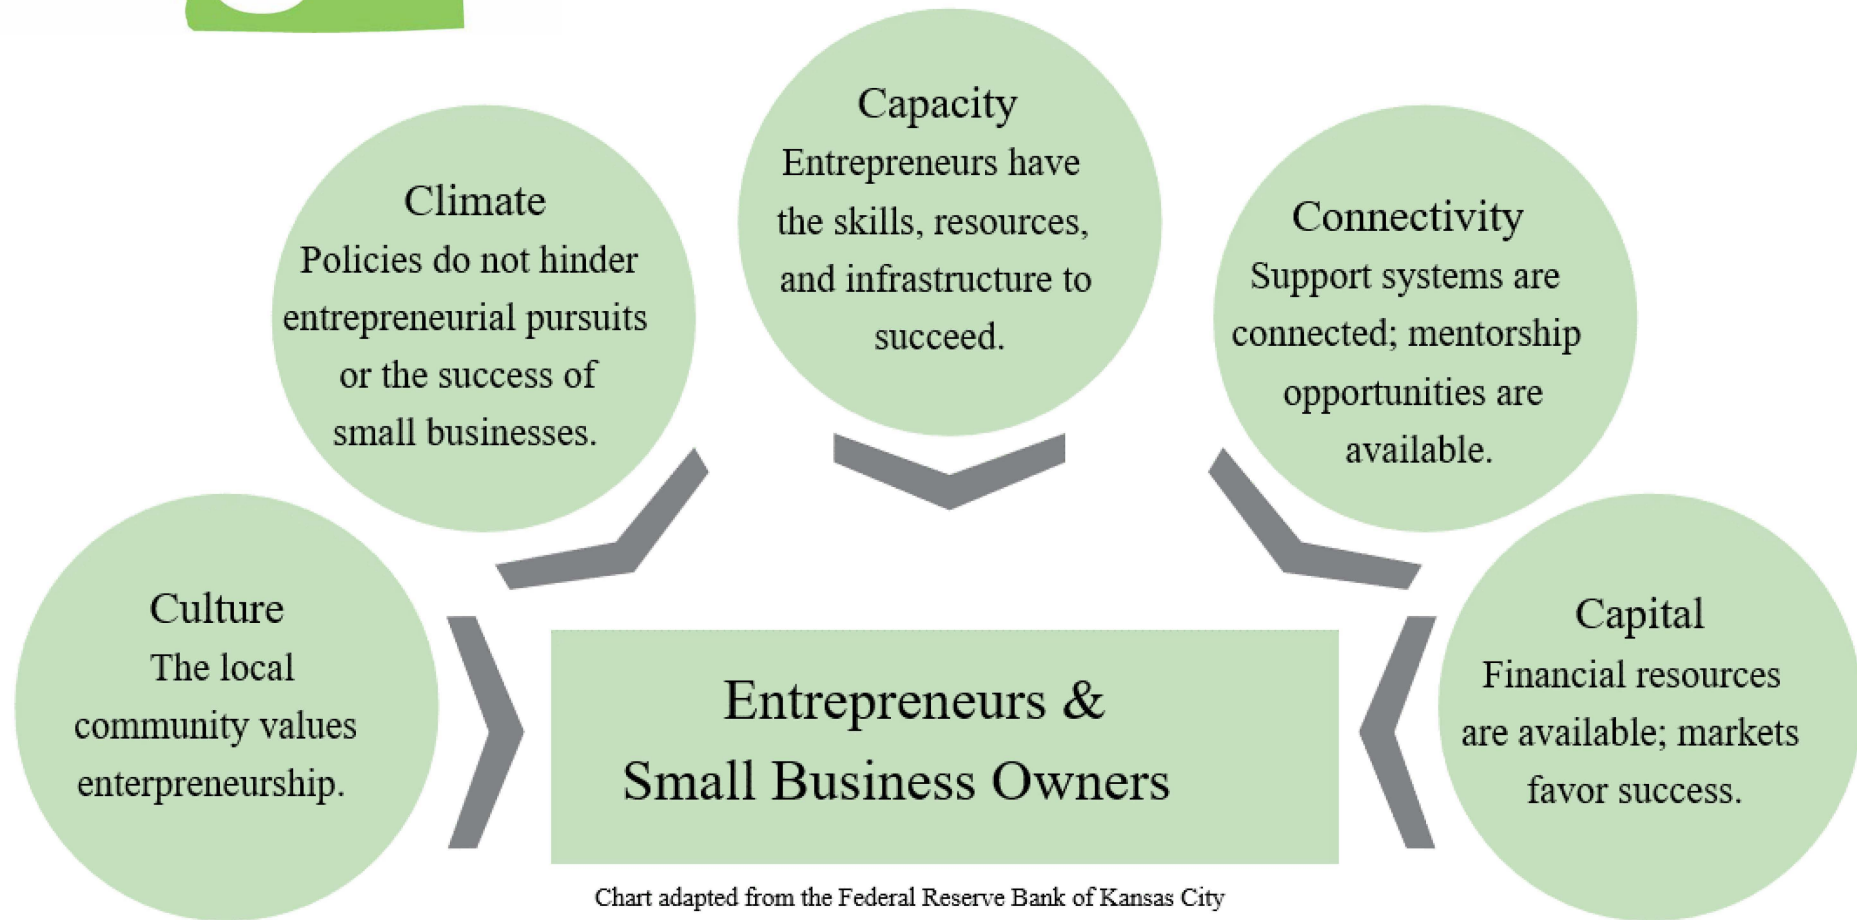 Capacity
Entrepreneurs have
the skills, resources,
and infrastructure to
succeed.
Climate
Policies do not hinder
entrepreneurial pursuits
or the success of
small businesses.
Connectivity
Support systems are
connected; mentorship
opportunities are
available.
Culture
The local
community values
enterpreneurship.
Capital
Financial resources
are available; markets
favor success.
Entrepreneurs &
Small Business Owners
Chart adapted from the Federal Reserve Bank of Kansas City